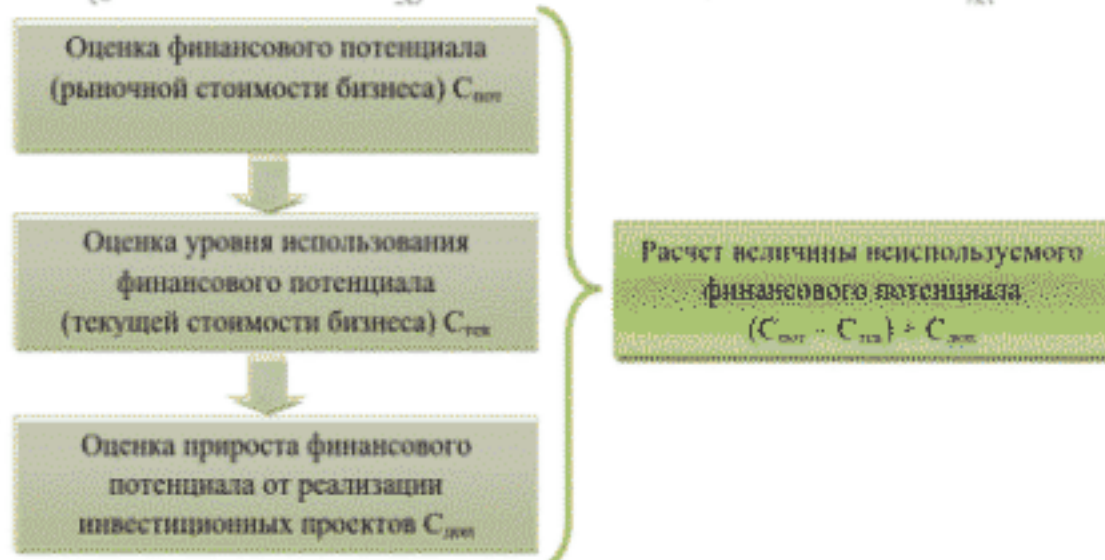 Оценка финансового потенциала
(рыночной стоимости бизнеса) Спот
Оценка уровня использования
финансового потенциала
(текущей стоимости бизнеса) Стек
Оценка прироста финансового
потенциала от реализации
инвестиционных проектов Сдоп
Расчет величины неиспользуемого
финансового потенциала
(Спот - Стек) + Сдоп